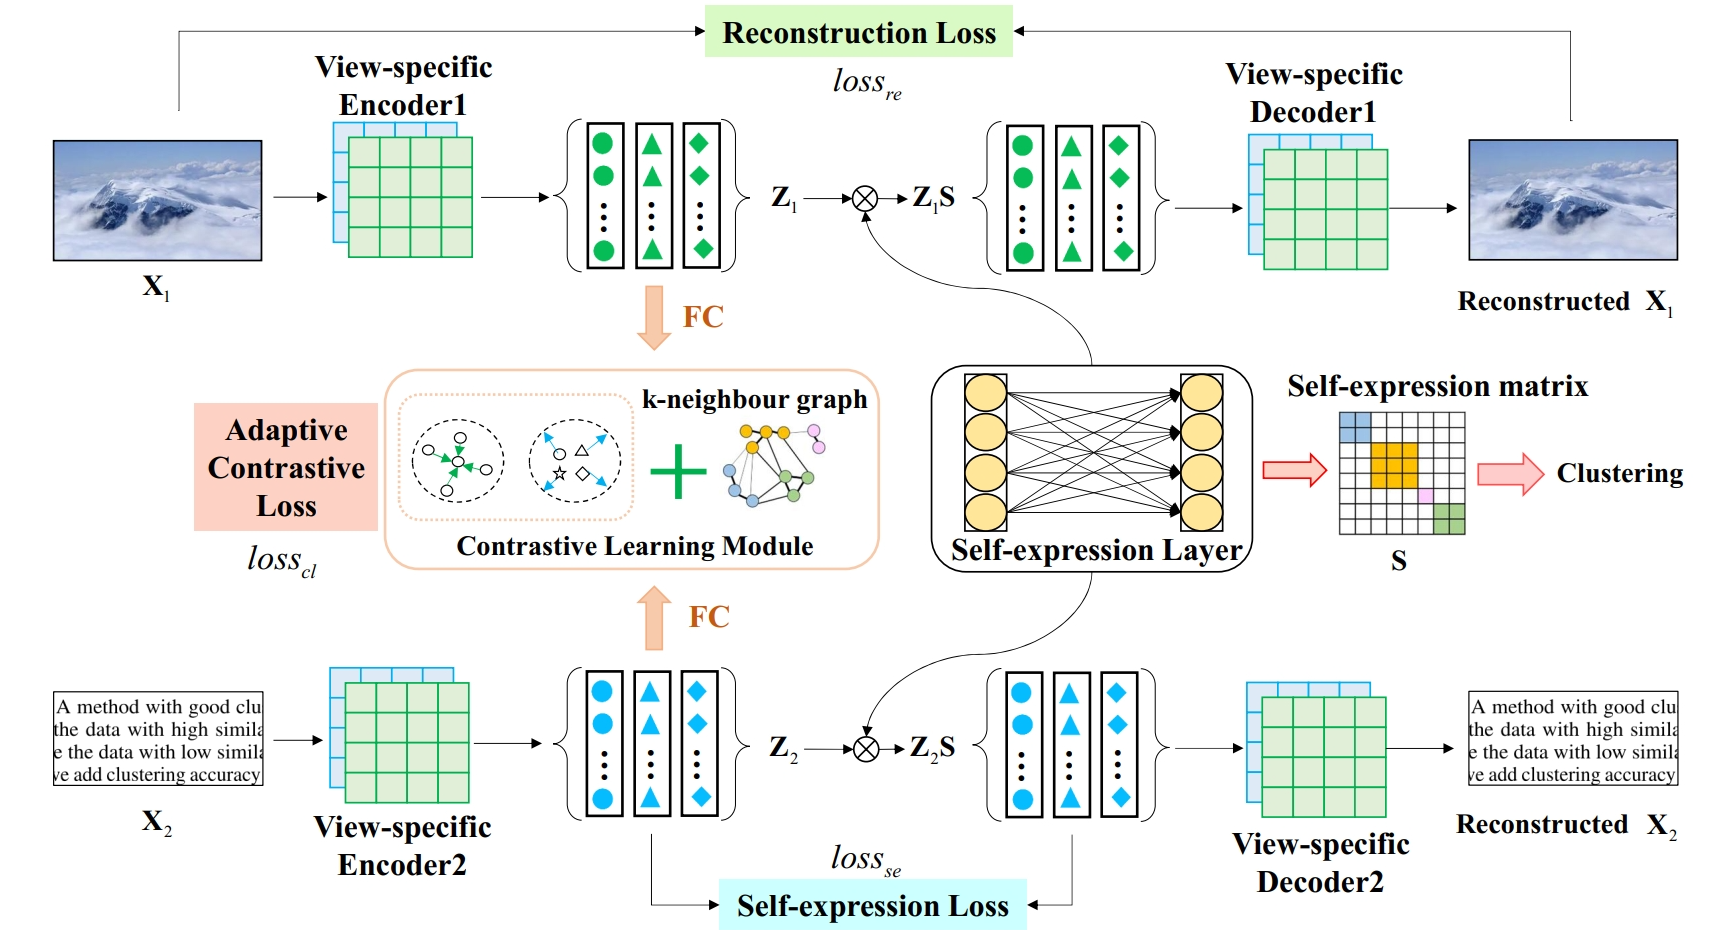 Reconstruction Loss
loss_re
View-specific
Encoder1
View-specific
Decoder1
X_1
Z_1
Z_1S
Reconstructed X_1
FC
Adaptive
Contrastive
Loss
loss_cl
k-neighbour graph
Contrastive Learning Module
Self-expression Layer
Self-expression matrix
S
Clustering
FC
A method with good clu
the data with high simila
e the data with low simila
ve add clustering accuracy
X_2
View-specific
Encoder2
Z_2
Z_2S
View-specific
Decoder2
A method with good clu
the data with high simila
e the data with low simila
ve add clustering accuracy
Reconstructed X_2
loss_se
Self-expression Loss